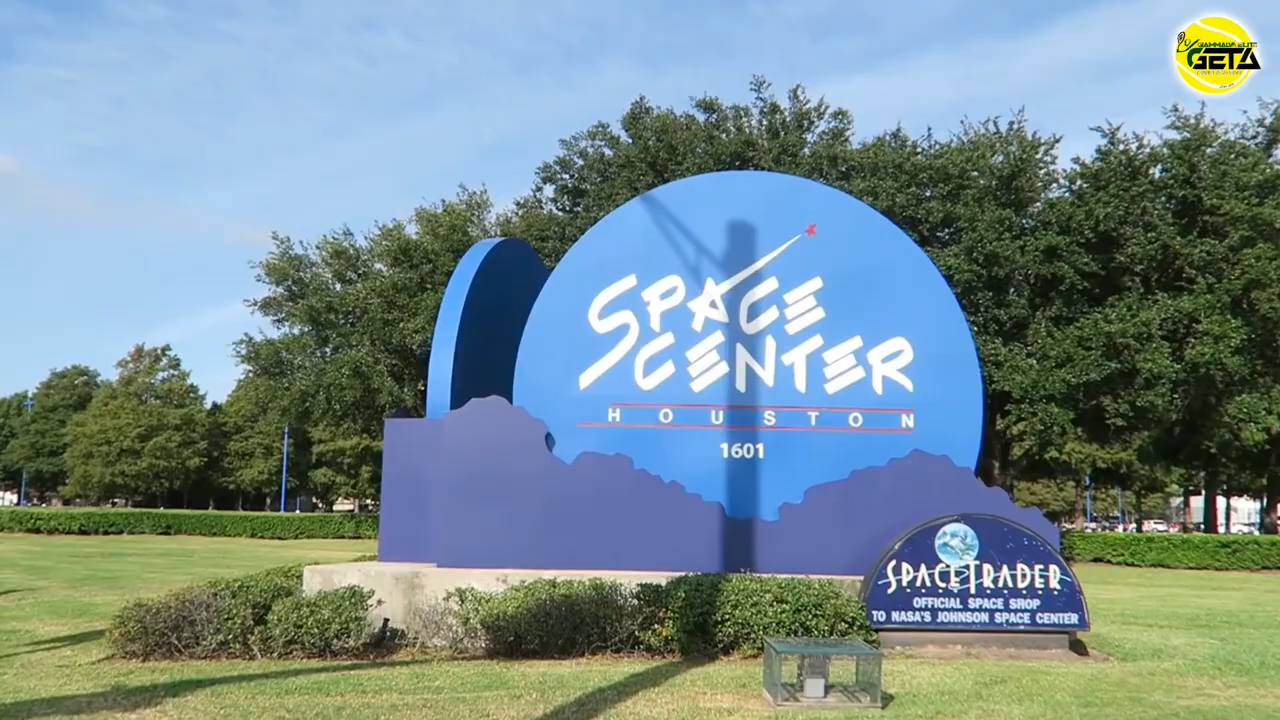 GETA
SPACE
CENTER
HOUSTON
1601
SPACETRADER
OFFICIAL SPACE SHOP
TO NASA'S JOHNSON SPACE CENTER